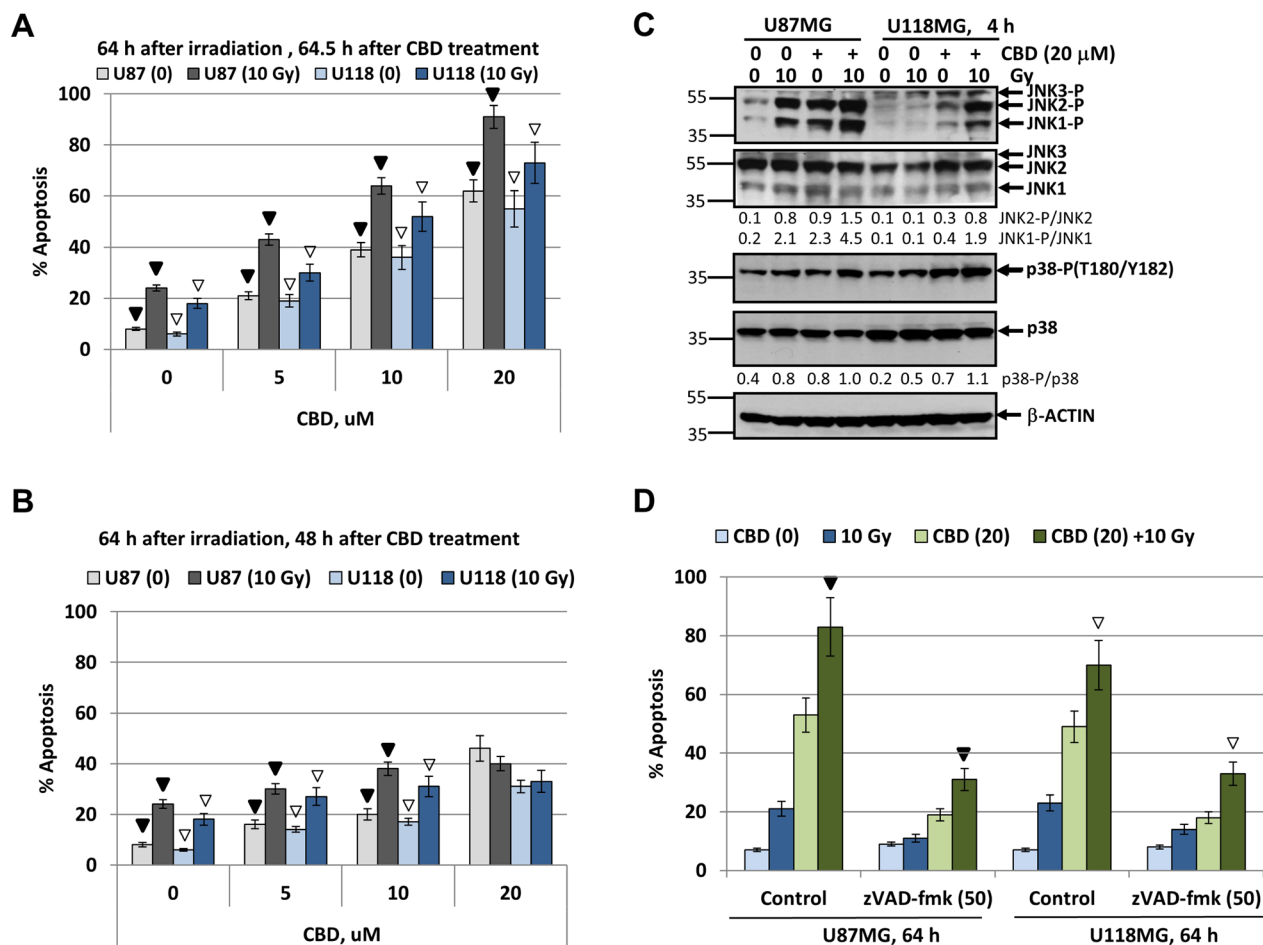 A
64 h after irradiation , 64.5 h after CBD treatment
U87 (0) U87 (10 Gy) U118 (0) U118 (10 Gy)
100
80
60
40
20
0
% Apoptosis
0 5 10 20
CBD, uM
B
64 h after irradiation, 48 h after CBD treatment
U87 (0) U87 (10 Gy) U118 (0) U118 (10 Gy)
100
80
60
40
20
0
% Apoptosis
0 5 10 20
CBD, uM
C
U87MG U118MG, 4 h
0 0 + + 0 0 + + CBD (20 μM)
0 10 0 10 0 10 0 10 Gy
JNK3-P
55 JNK2-P
JNK1-P
35
JNK3
55 JNK2
JNK1
35
0.1 0.8 0.9 1.5 0.1 0.1 0.3 0.8 JNK2-P/JNK2
0.2 2.1 2.3 4.5 0.1 0.1 0.4 1.9 JNK1-P/JNK1
35 p38-P(T180/Y182)
35 p38
0.4 0.8 0.8 1.0 0.2 0.5 0.7 1.1 p38-P/p38
55
β-ACTIN
35
D
CBD (0) 10 Gy CBD (20) CBD (20) +10 Gy
100
80
60
40
20
0
% Apoptosis
Control zVAD-fmk (50) Control zVAD-fmk (50)
U87MG, 64 h U118MG, 64 h